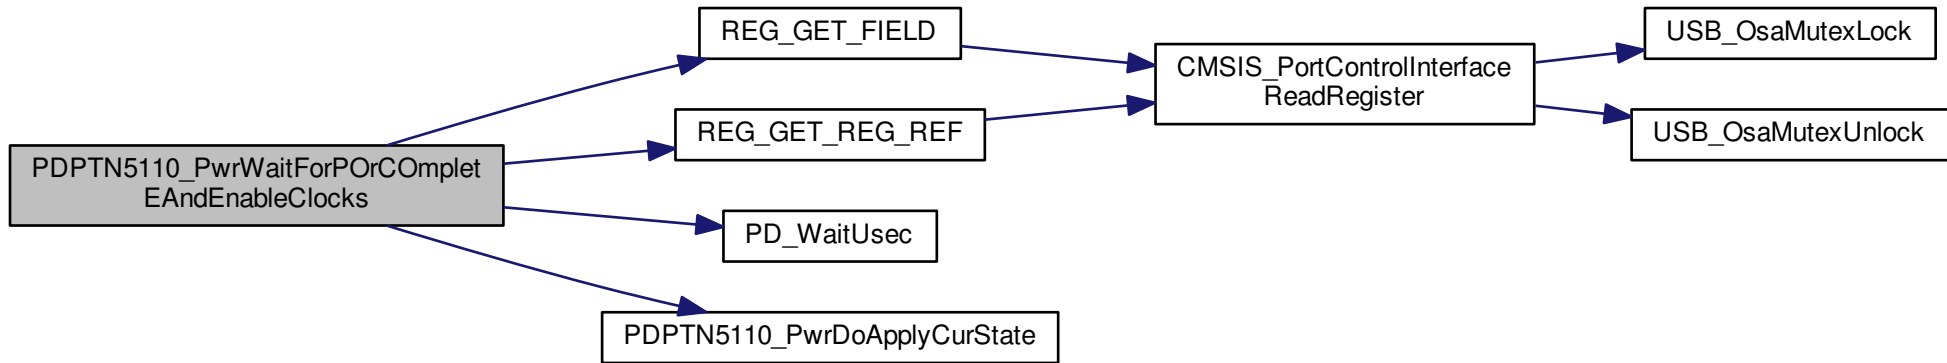 PDPTN5110_PwrWaitForPOrCOmplet
EAndEnableClocks
REG_GET_FIELD
REG_GET_REG_REF
PD_WaitUsec
PDPTN5110_PwrDoApplyCurState
CMSIS_PortControlInterface
ReadRegister
USB_OsaMutexLock
USB_OsaMutexUnlock